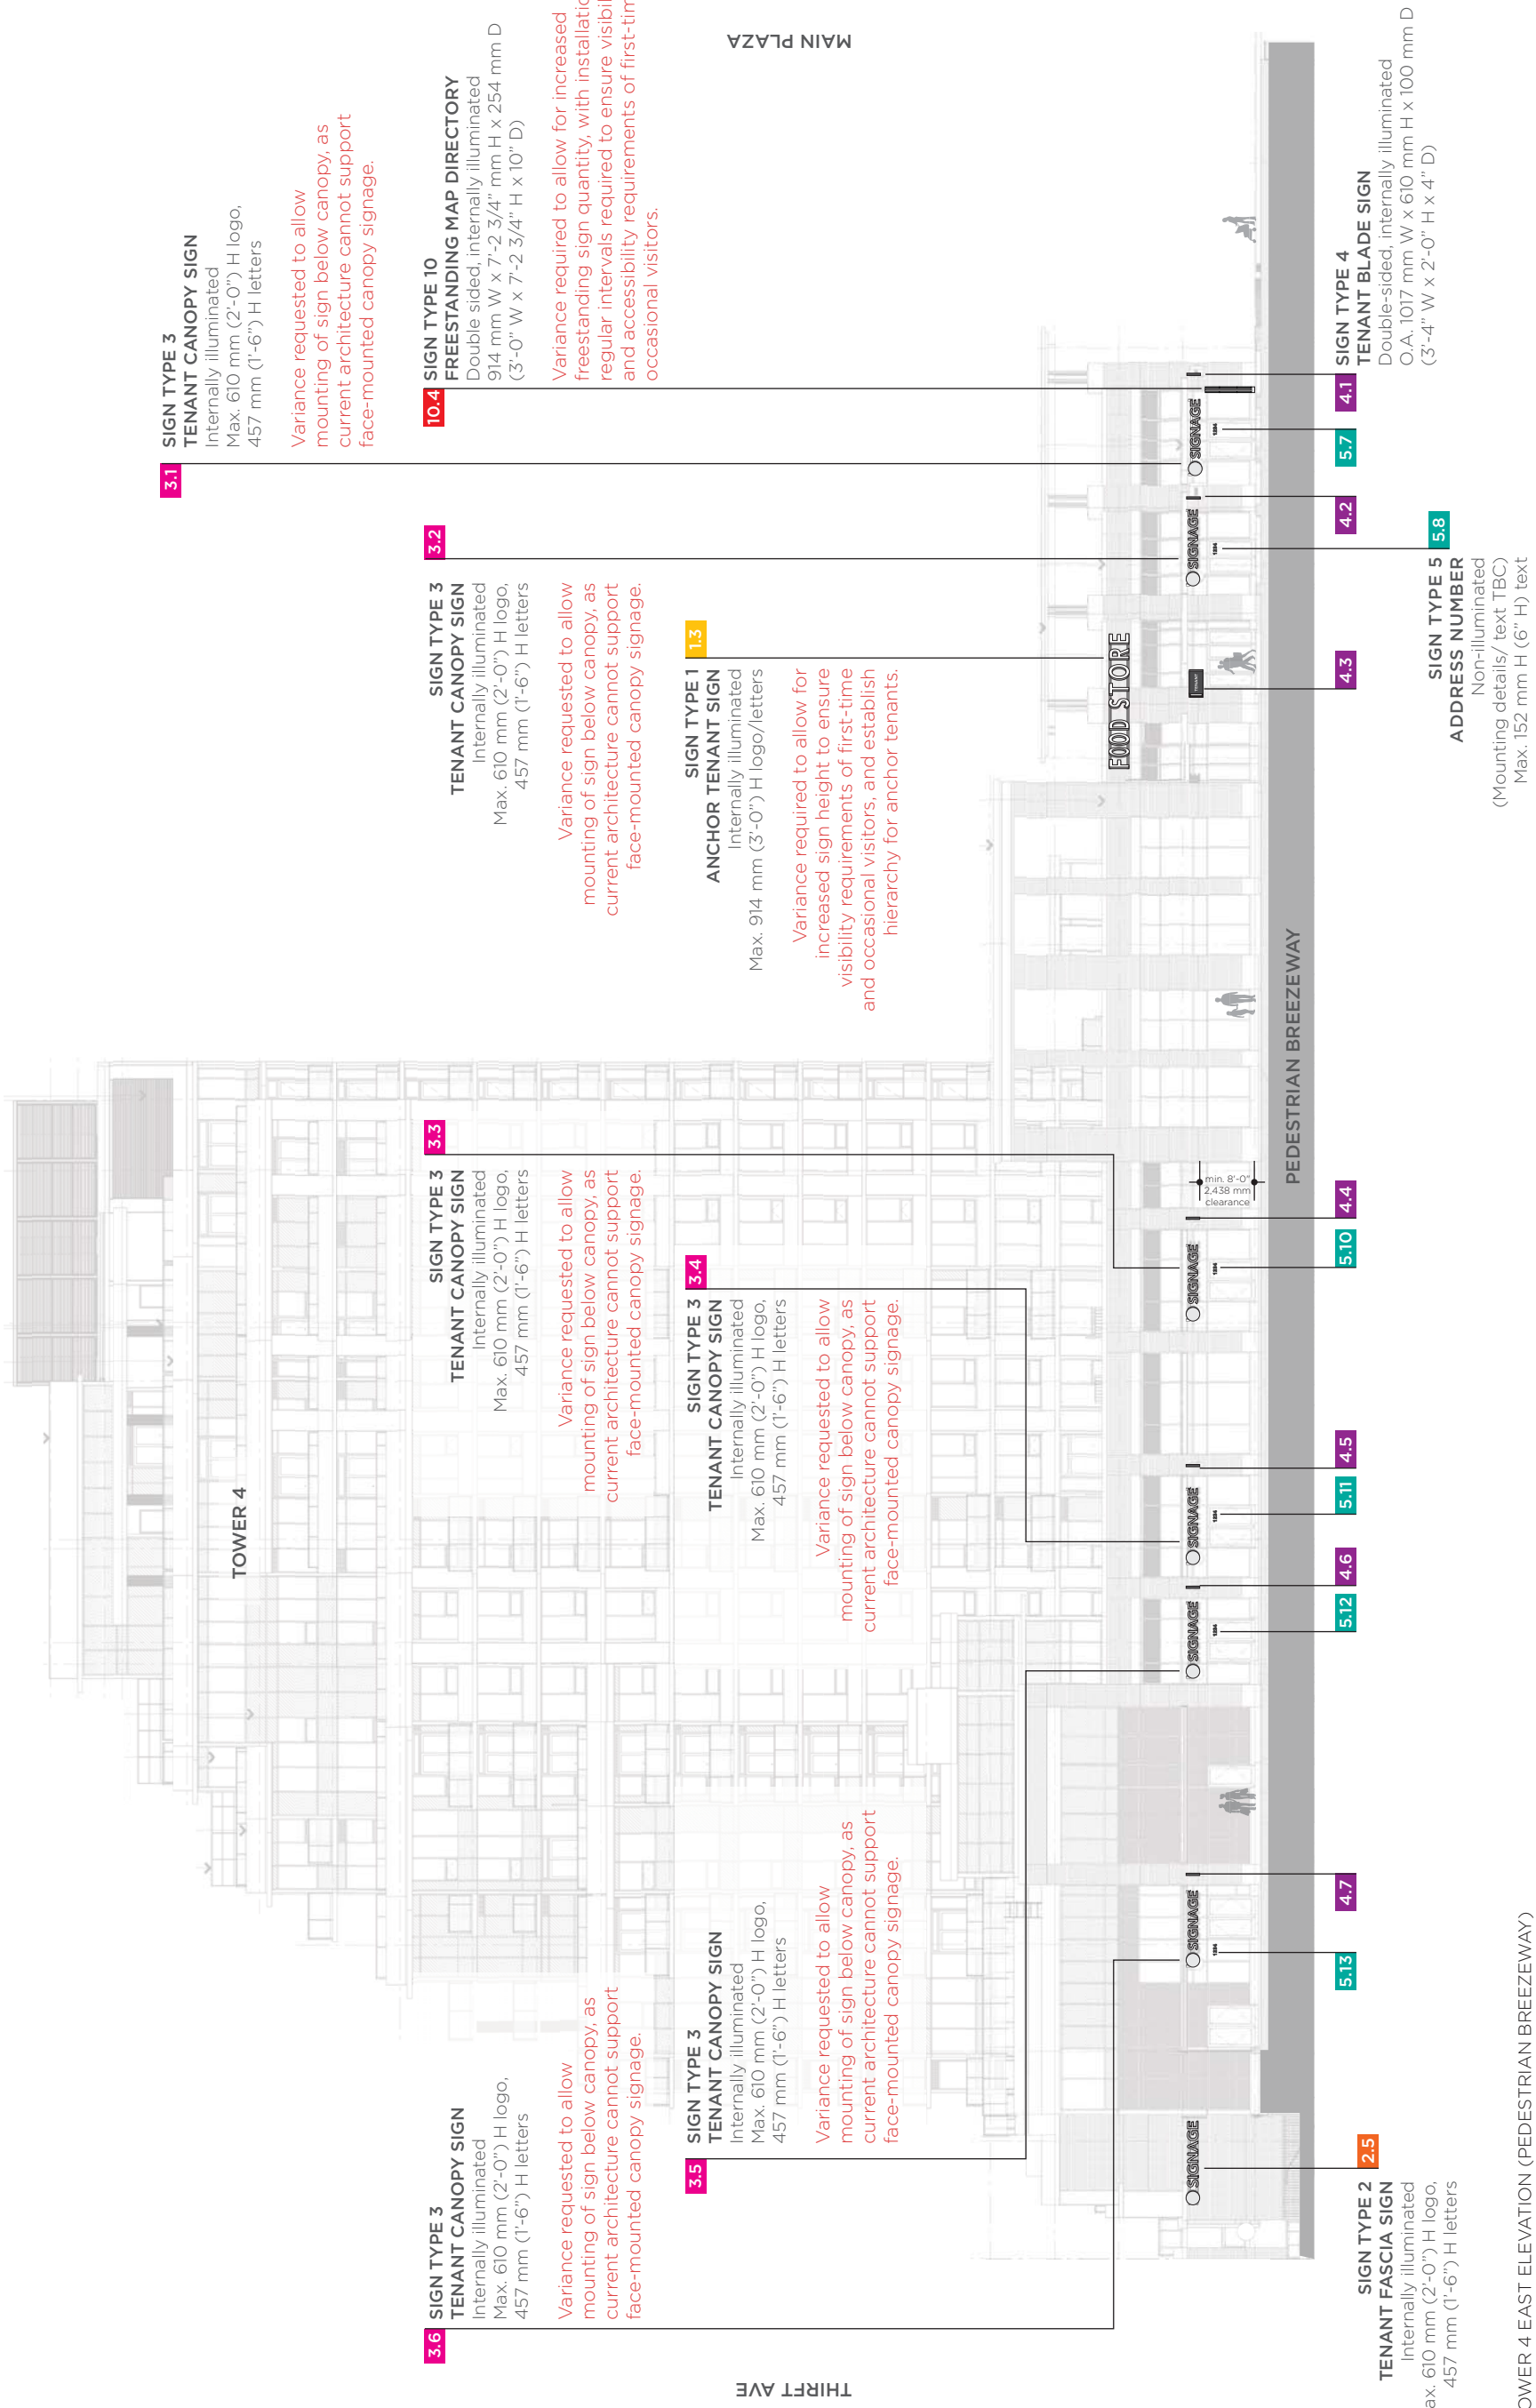 THIRFT AVE
TOWER 4
MAIN PLAZA
3.6
SIGN TYPE 3
TENANT CANOPY SIGN
Internally illuminated
Max. 610 mm (2'-0") H logo,
457 mm (1'-6") H letters
Variance requested to allow
mounting of sign below canopy, as
current architecture cannot support
face-mounted canopy signage.
3.5
SIGN TYPE 3
TENANT CANOPY SIGN
Internally illuminated
Max. 610 mm (2'-0") H logo,
457 mm (1'-6") H letters
Variance requested to allow
mounting of sign below canopy, as
current architecture cannot support
face-mounted canopy signage.
3.3
SIGN TYPE 3
TENANT CANOPY SIGN
Internally illuminated
Max. 610 mm (2'-0") H logo,
457 mm (1'-6") H letters
Variance requested to allow
mounting of sign below canopy, as
current architecture cannot support
face-mounted canopy signage.
3.4
SIGN TYPE 3
TENANT CANOPY SIGN
Internally illuminated
Max. 610 mm (2'-0") H logo,
457 mm (1'-6") H letters
Variance requested to allow
mounting of sign below canopy, as
current architecture cannot support
face-mounted canopy signage.
3.2
SIGN TYPE 3
TENANT CANOPY SIGN
Internally illuminated
Max. 610 mm (2'-0") H logo,
457 mm (1'-6") H letters
Variance requested to allow
mounting of sign below canopy, as
current architecture cannot support
face-mounted canopy signage.
1.3
SIGN TYPE 1
ANCHOR TENANT SIGN
Internally illuminated
Max. 914 mm (3'-0") H logo/letters
Variance required to allow for
increased sign height to ensure
visibility requirements of first-time
and occasional visitors, and establish
hierarchy for anchor tenants.
3.1
SIGN TYPE 3
TENANT CANOPY SIGN
Internally illuminated
Max. 610 mm (2'-0") H logo,
457 mm (1'-6") H letters
Variance requested to allow
mounting of sign below canopy, as
current architecture cannot support
face-mounted canopy signage.
10.4
SIGN TYPE 10
FREESTANDING MAP DIRECTORY
Double sided, internally illuminated
914 mm W x 7'-2 3/4" mm H x 254 mm D
(3'-0" W x 7'-2 3/4" H x 10" D)
Variance required to allow for increased
freestanding sign quantity, with
regular intervals required to ensure
and accessibility requirements of
occasional visitors.
FOOD STORE
SIGNAGE
SIGNAGE
1234
SIGNAGE
1234
SIGNAGE
1234
SIGNAGE
1234
TENANT
SIGNAGE
1234
SIGNAGE
1234
min. 8'-0"
2,438 mm
clearance
PEDESTRIAN BREEZEWAY
2.5
5.13
4.7
5.12
4.6
5.11
4.5
5.10
4.4
4.3
4.2
5.7
4.1
SIGN TYPE 2
TENANT FASCIA SIGN
Internally illuminated
610 mm (2'-0") H logo,
457 mm (1'-6") H letters
5.8
SIGN TYPE 5
ADDRESS NUMBER
Non-illuminated
(Mounting details/ text TBC)
Max. 152 mm H (6" H) text
SIGN TYPE 4
TENANT BLADE SIGN
Double-sided, internally illuminated
O.A. 1017 mm W x 610 mm H x 100 mm D
(3'-4" W x 2'-0" H x 4" D)
4 EAST ELEVATION (PEDESTRIAN BREEZEWAY)